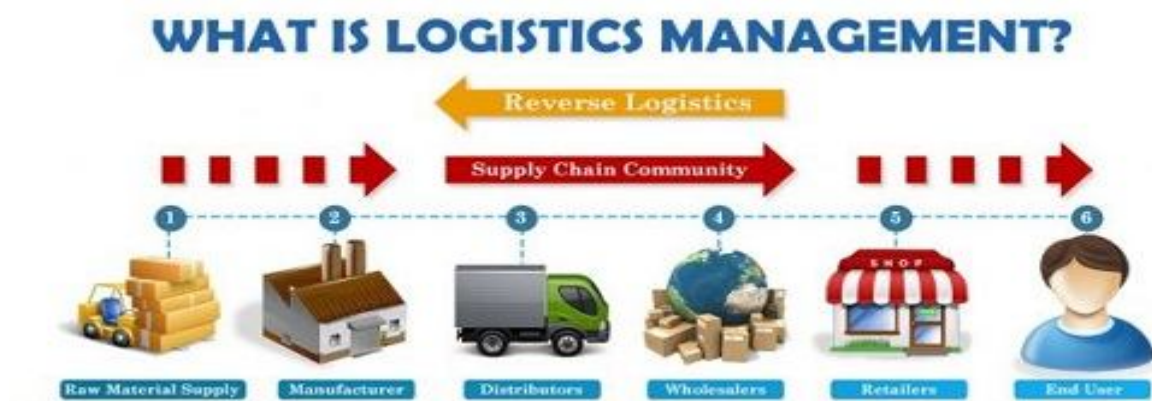 WHAT IS LOGISTICS MANAGEMENT?
Reverse Logistics
Supply Chain Community
1 2 3 4 5 6
SHOP
Raw Material Supply Manufacturer Distributors Wholesalers Retailers End User